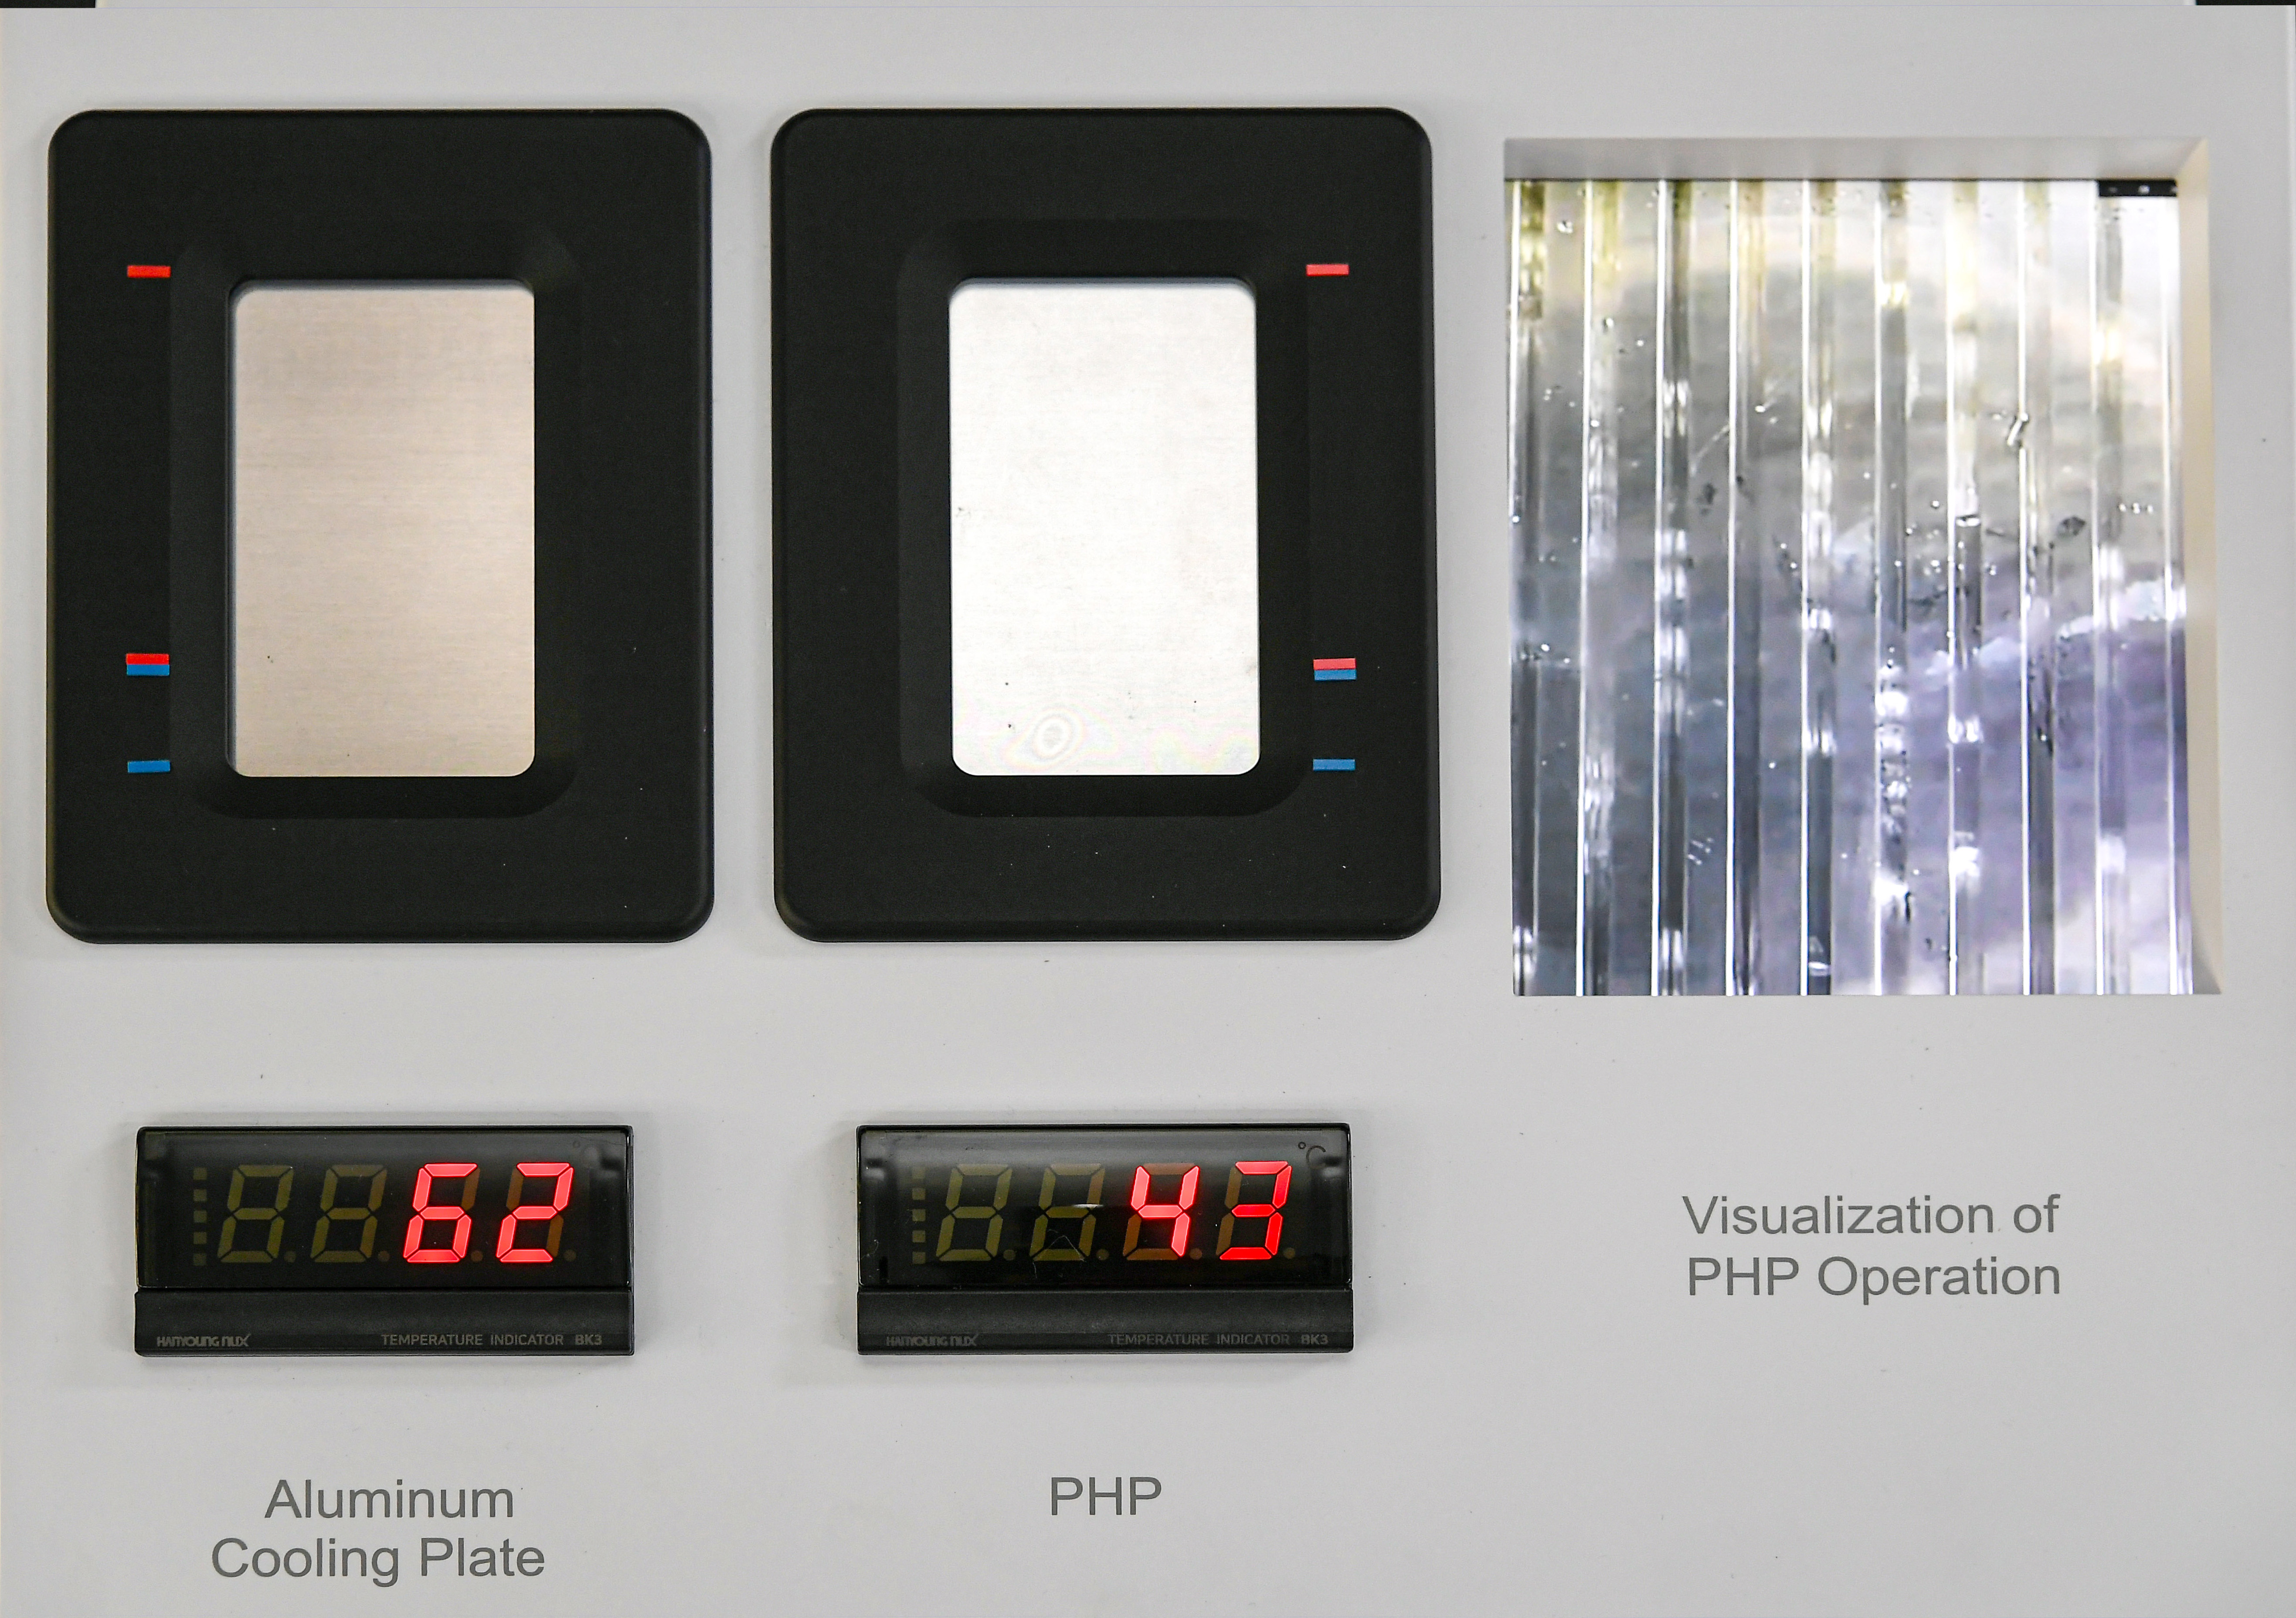 62
HANYOUNG NUX
TEMPERATURE INDICATOR BK3
Aluminum
Cooling Plate
°C
43
HANYOUNG NUX
TEMPERATURE INDICATOR BK3
PHP
Visualization of
PHP Operation